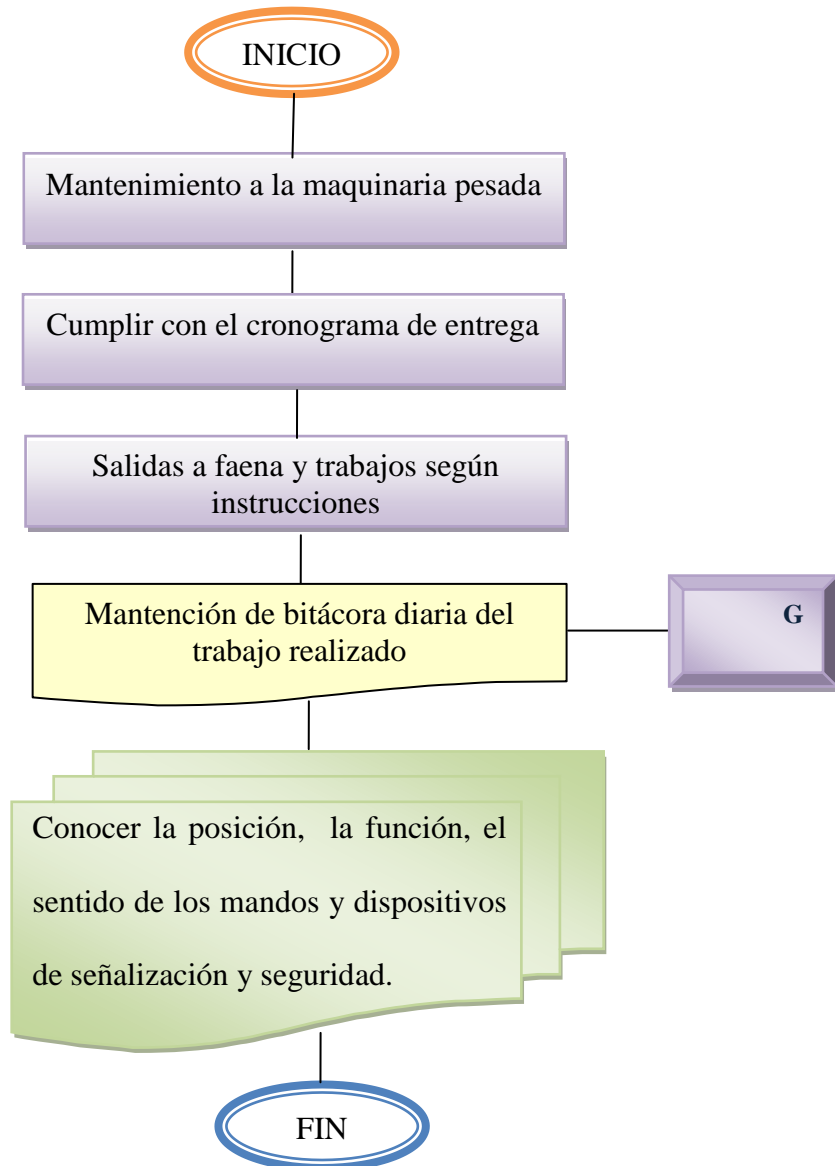 INICIO
Mantenimiento a la maquinaria pesada
Cumplir con el cronograma de entrega
Salidas a faena y trabajos según
instrucciones
Mantención de bitácora diaria del
trabajo realizado
G
Conocer la posición, la función, el
sentido de los mandos y dispositivos
de señalización y seguridad.
FIN